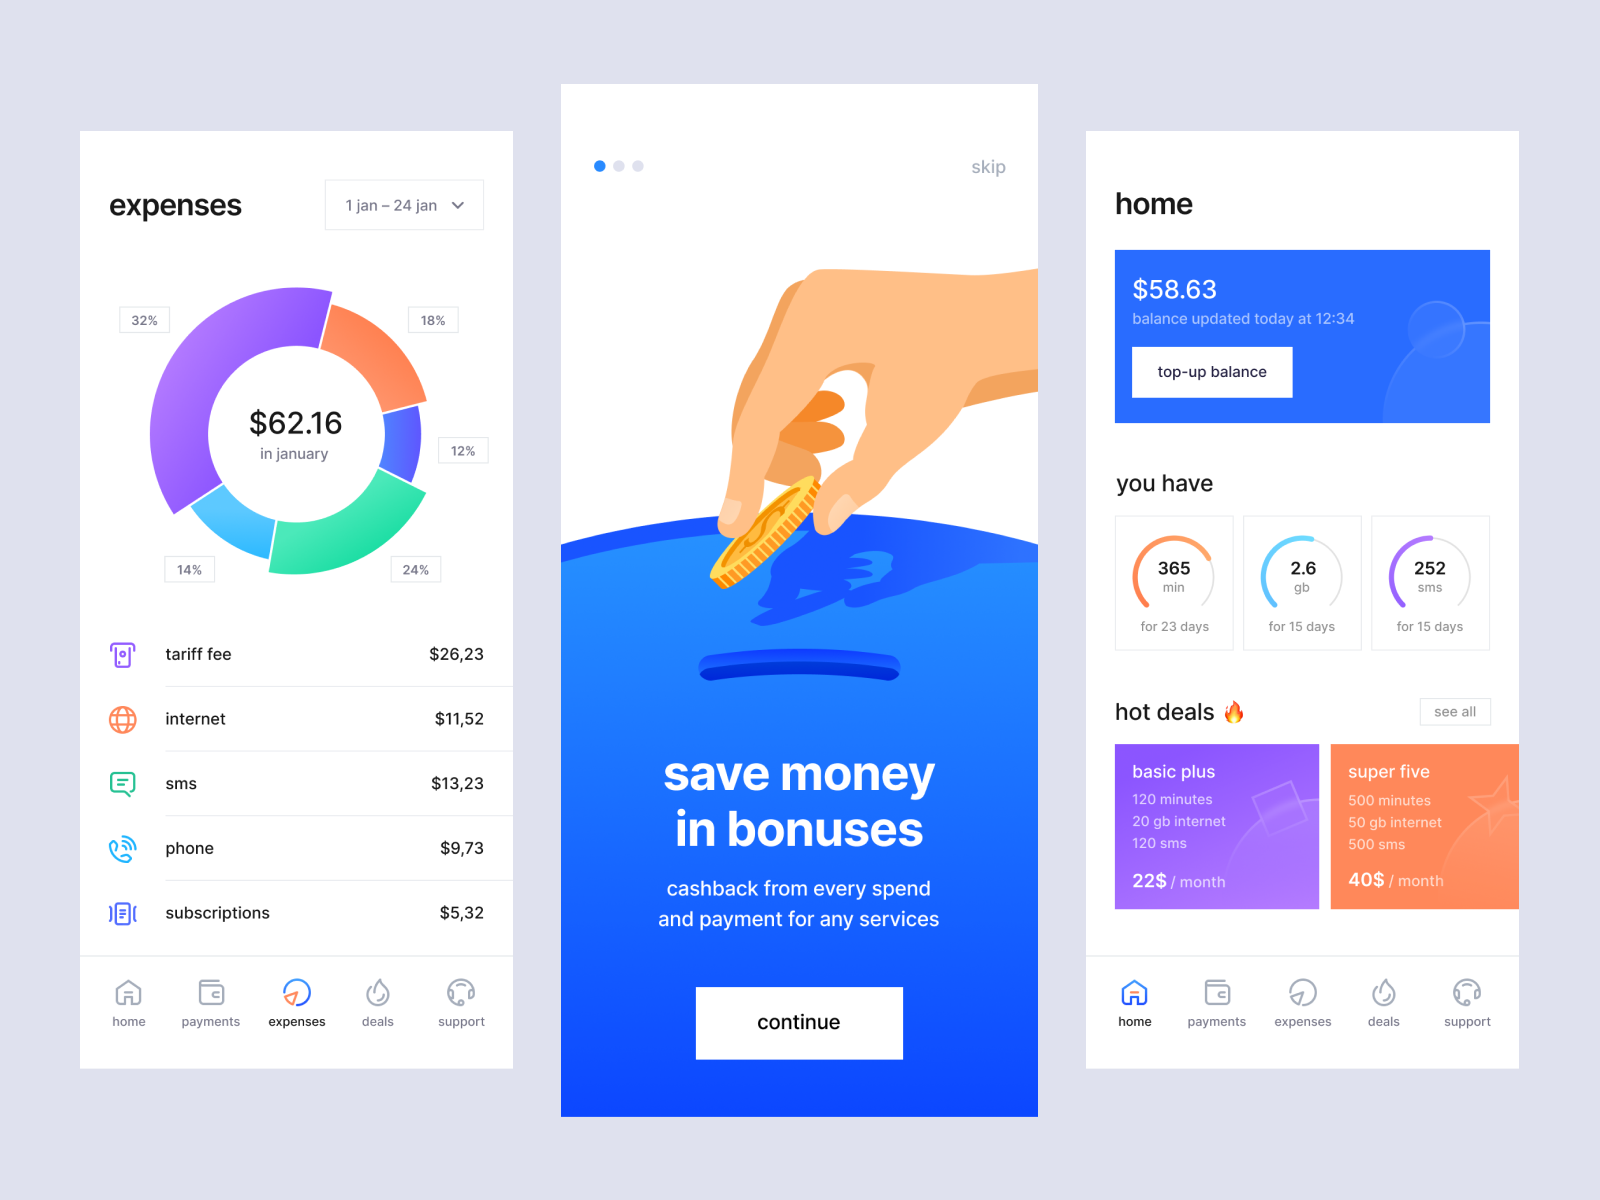 expenses
1 jan – 24 jan
32%
18%
$62.16
in january
12%
14%
24%
tariff fee
$26,23
internet
$11,52
sms
$13,23
phone
$9,73
subscriptions
$5,32
home
payments
expenses
deals
support
skip
save money
in bonuses
cashback from every spend
and payment for any services
continue
home
$58.63
balance updated today at 12:34
top-up balance
you have
365
min
for 23 days
2.6
gb
for 15 days
252
sms
for 15 days
hot deals 🔥
see all
basic plus
120 minutes
20 gb internet
120 sms
22$ / month
super five
500 minutes
50 gb internet
500 sms
40$ / month
home
payments
expenses
deals
support